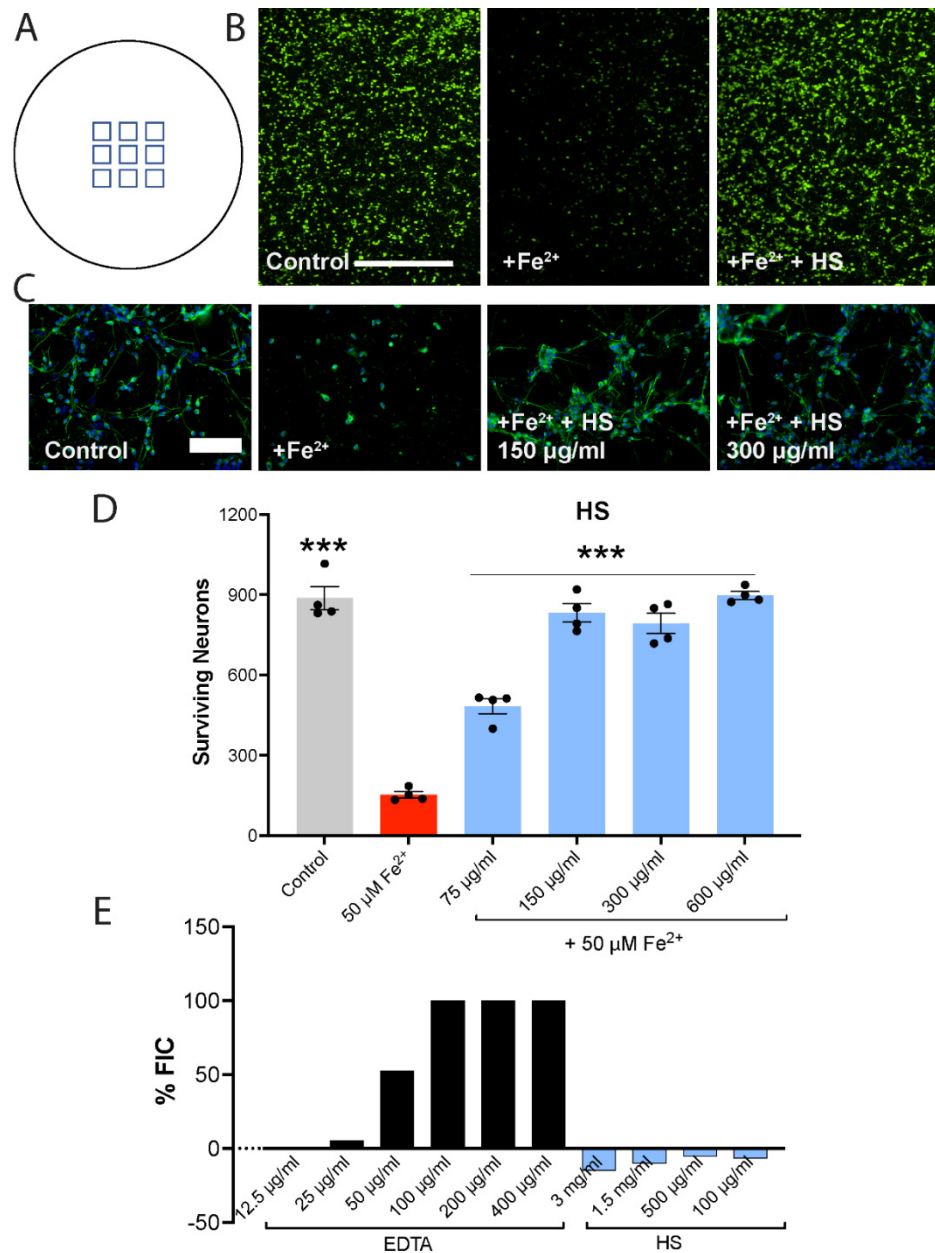 A
B
Control
+Fe²⁺
+Fe²⁺ + HS
C
Control
+Fe²⁺
+Fe²⁺ + HS
150 µg/ml
+Fe²⁺ + HS
300 µg/ml
D
HS
Surviving Neurons
1200
900
600
300
0
***
***
Control
50 µM Fe²⁺
75 µg/ml
150 µg/ml
300 µg/ml
600 µg/ml
+ 50 µM Fe²⁺
E
% FIC
150
100
50
0
-50
12.5 µg/ml
25 µg/ml
50 µg/ml
100 µg/ml
200 µg/ml
400 µg/ml
3 mg/ml
1.5 mg/ml
500 µg/ml
100 µg/ml
EDTA
HS